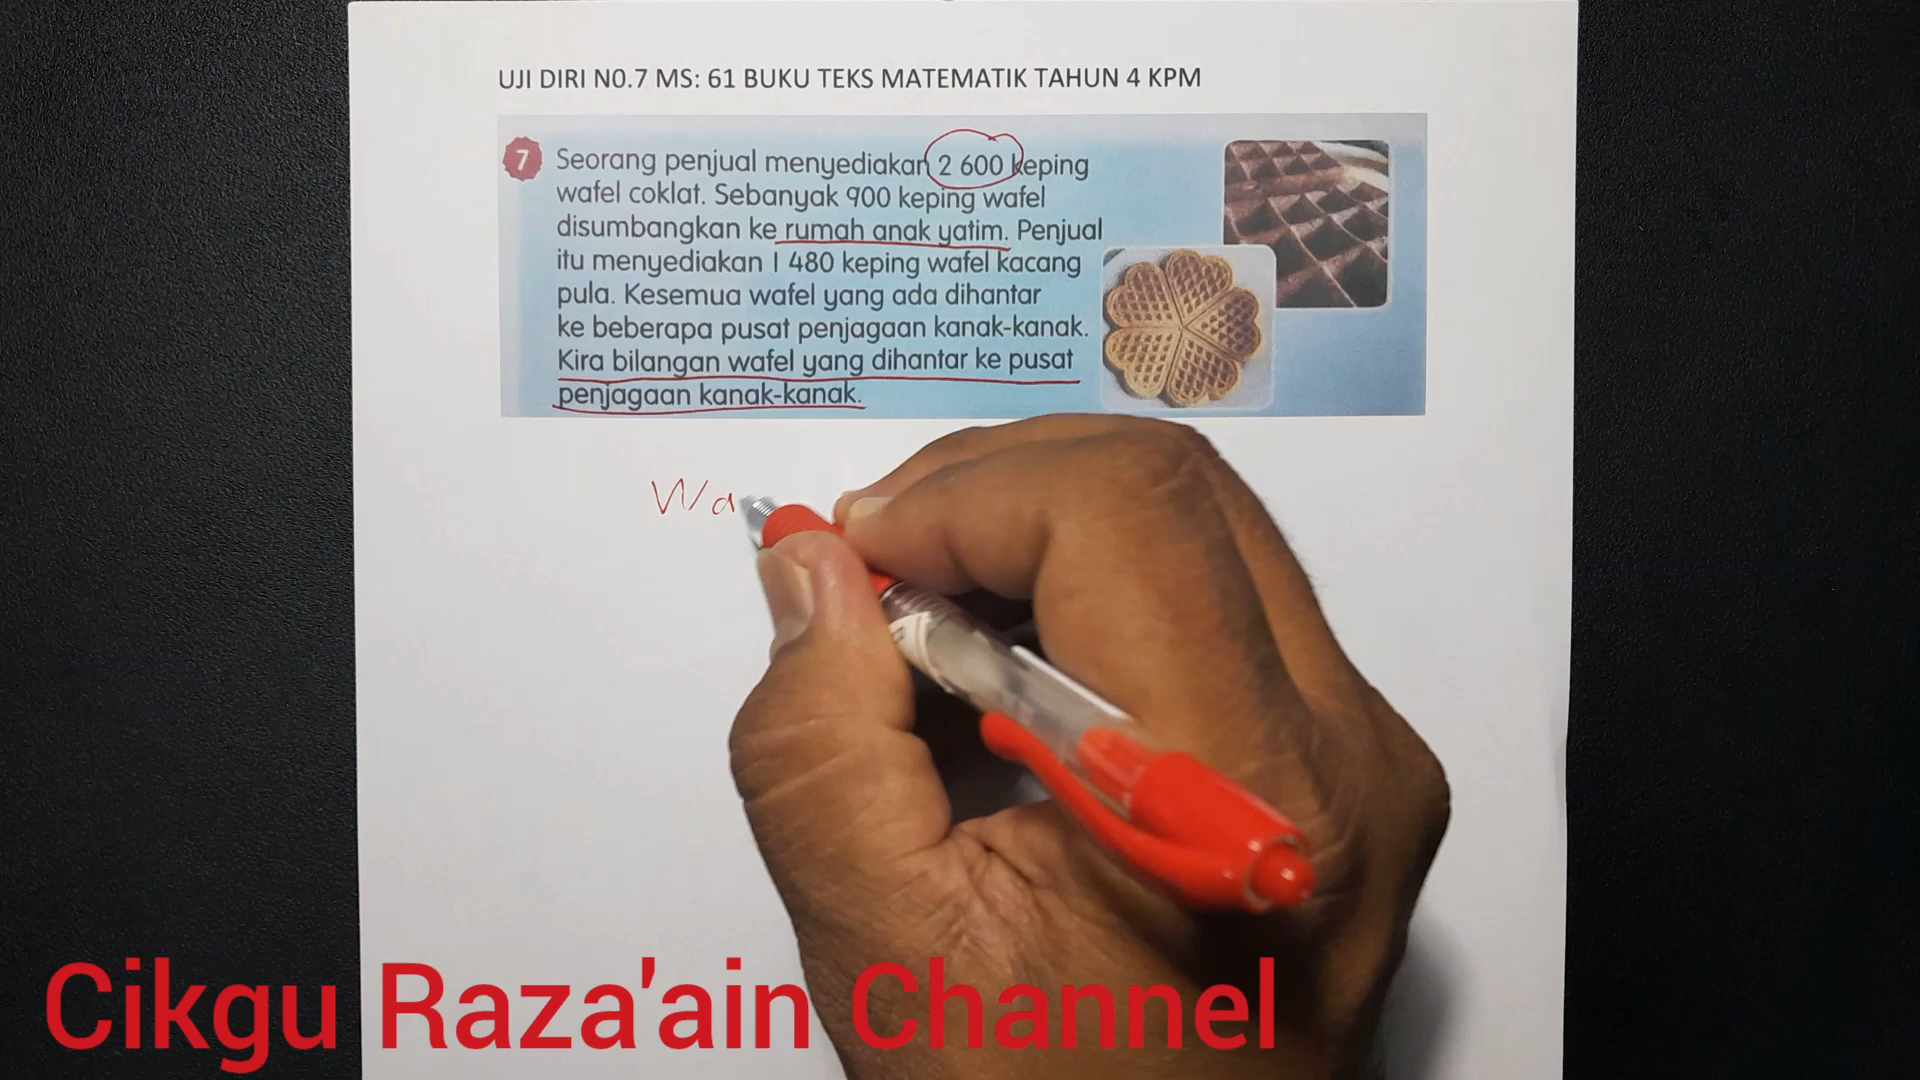 UJI DIRI NO.7 MS: 61 BUKU TEKS MATEMATIK TAHUN 4 KPM
7
Seorang penjual menyediakan 2 600 keping
wafel coklat. Sebanyak 900 keping wafel
disumbangkan ke rumah anak yatim. Penjual
itu menyediakan 1 480 keping wafel kacang
pula. Kesemua wafel yang ada dihantar
ke beberapa pusat penjagaan kanak-kanak.
Kira bilangan wafel yang dihantar ke pusat
penjagaan kanak-kanak.
Wa
Cikgu Raza'ain Channel